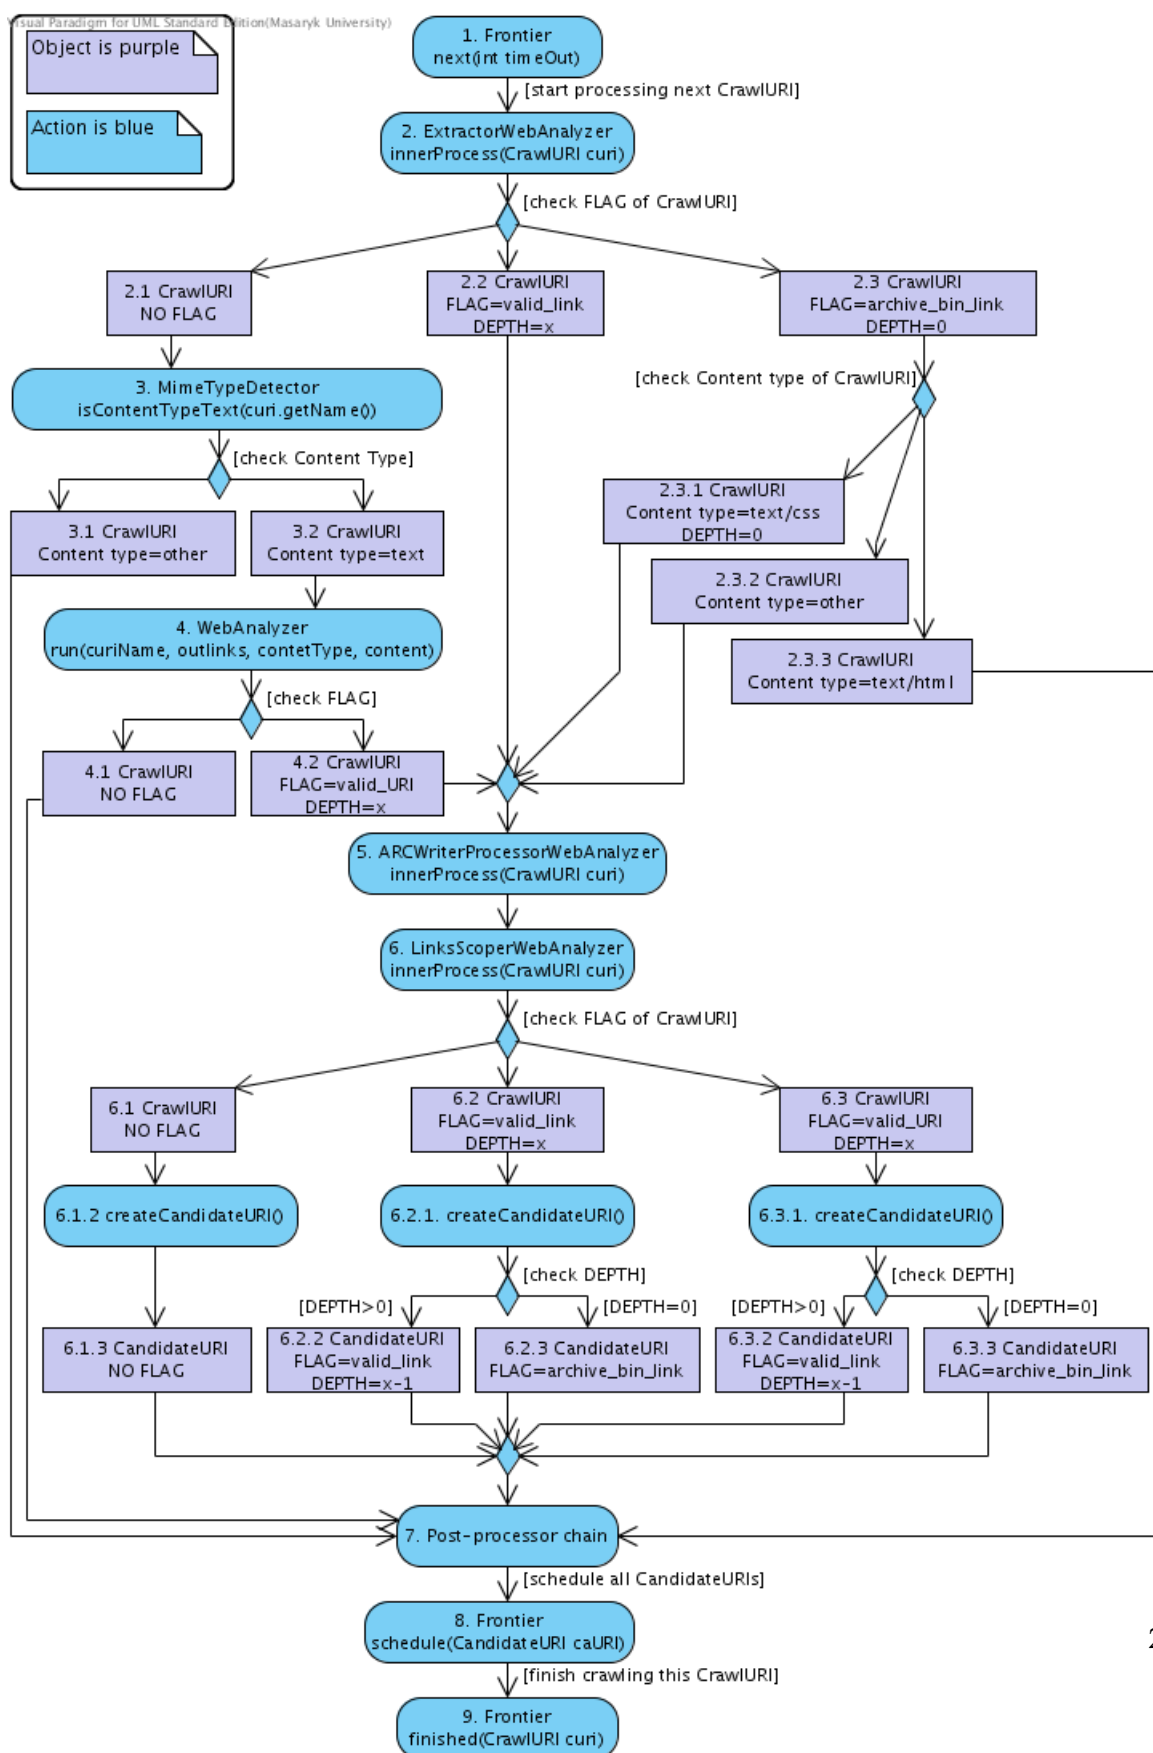 Visual Paradigm for UML Standard Edition(Masaryk University)
Object is purple
Action is blue
1. Frontier
next(int timeOut)
[start processing next CrawlURI]
2. ExtractorWebAnalyzer
innerProcess(CrawlURI curi)
[check FLAG of CrawlURI]
2.1 CrawlURI
NO FLAG
2.2 CrawlURI
FLAG=valid_link
DEPTH=x
2.3 CrawlURI
FLAG=archive_bin_link
DEPTH=0
3. MimeTypeDetector
isContentTypeText(curi.getName())
[check Content type of CrawlURI]
[check Content Type]
3.1 CrawlURI
Content type=other
3.2 CrawlURI
Content type=text
2.3.1 CrawlURI
Content type=text/css
DEPTH=0
2.3.2 CrawlURI
Content type=other
2.3.3 CrawlURI
Content type=text/html
4. WebAnalyzer
run(curiName, outlinks, contetType, content)
[check FLAG]
4.1 CrawlURI
NO FLAG
4.2 CrawlURI
FLAG=valid_URI
DEPTH=x
5. ARCWriterProcessorWebAnalyzer
innerProcess(CrawlURI curi)
6. LinksScoperWebAnalyzer
innerProcess(CrawlURI curi)
[check FLAG of CrawlURI]
6.1 CrawlURI
NO FLAG
6.2 CrawlURI
FLAG=valid_link
DEPTH=x
6.3 CrawlURI
FLAG=valid_URI
DEPTH=x
6.1.2 createCandidateURI()
6.2.1. createCandidateURI()
6.3.1. createCandidateURI()
[check DEPTH]
[check DEPTH]
[DEPTH>0]
[DEPTH=0]
[DEPTH>0]
[DEPTH=0]
6.1.3 CandidateURI
NO FLAG
6.2.2 CandidateURI
FLAG=valid_link
DEPTH=x-1
6.2.3 CandidateURI
FLAG=archive_bin_link
6.3.2 CandidateURI
FLAG=valid_link
DEPTH=x-1
6.3.3 CandidateURI
FLAG=archive_bin_link
7. Post-processor chain
[schedule all CandidateURIs]
8. Frontier
schedule(CandidateURI caURI)
2
[finish crawling this CrawlURI]
9. Frontier
finished(CrawlURI curi)